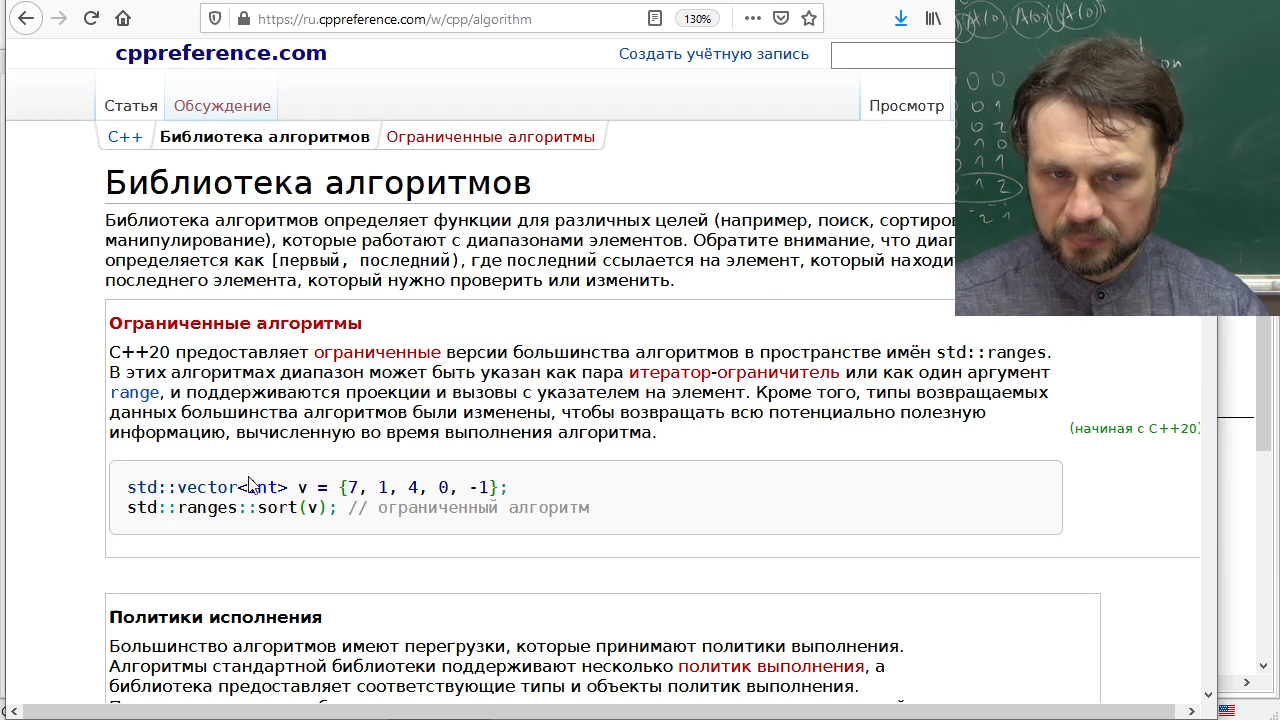 https://ru.cppreference.com/w/cpp/algorithm
130%
cppreference.com
Создать учётную запись
Статья
Обсуждение
Просмотр
C++
Библиотека алгоритмов
Ограниченные алгоритмы
Библиотека алгоритмов
Библиотека алгоритмов определяет функции для различных целей (например, поиск, сортиров
манипулирование), которые работают с диапазонами элементов. Обратите внимание, что диап
определяется как [первый, последний), где последний ссылается на элемент, который находи
последнего элемента, который нужно проверить или изменить.
Ограниченные алгоритмы
C++20 предоставляет ограниченные версии большинства алгоритмов в пространстве имён std::ranges.
В этих алгоритмах диапазон может быть указан как пара итератор-ограничитель или как один аргумент
range, и поддерживаются проекции и вызовы с указателем на элемент. Кроме того, типы возвращаемых
данных большинства алгоритмов были изменены, чтобы возвращать всю потенциально полезную
информацию, вычисленную во время выполнения алгоритма.
(начиная с C++20)
std::vector<int> v = {7, 1, 4, 0, -1};
std::ranges::sort(v); // ограниченный алгоритм
Политики исполнения
Большинство алгоритмов имеют перегрузки, которые принимают политики выполнения.
Алгоритмы стандартной библиотеки поддерживают несколько политик выполнения, а
библиотека предоставляет соответствующие типы и объекты политик выполнения.